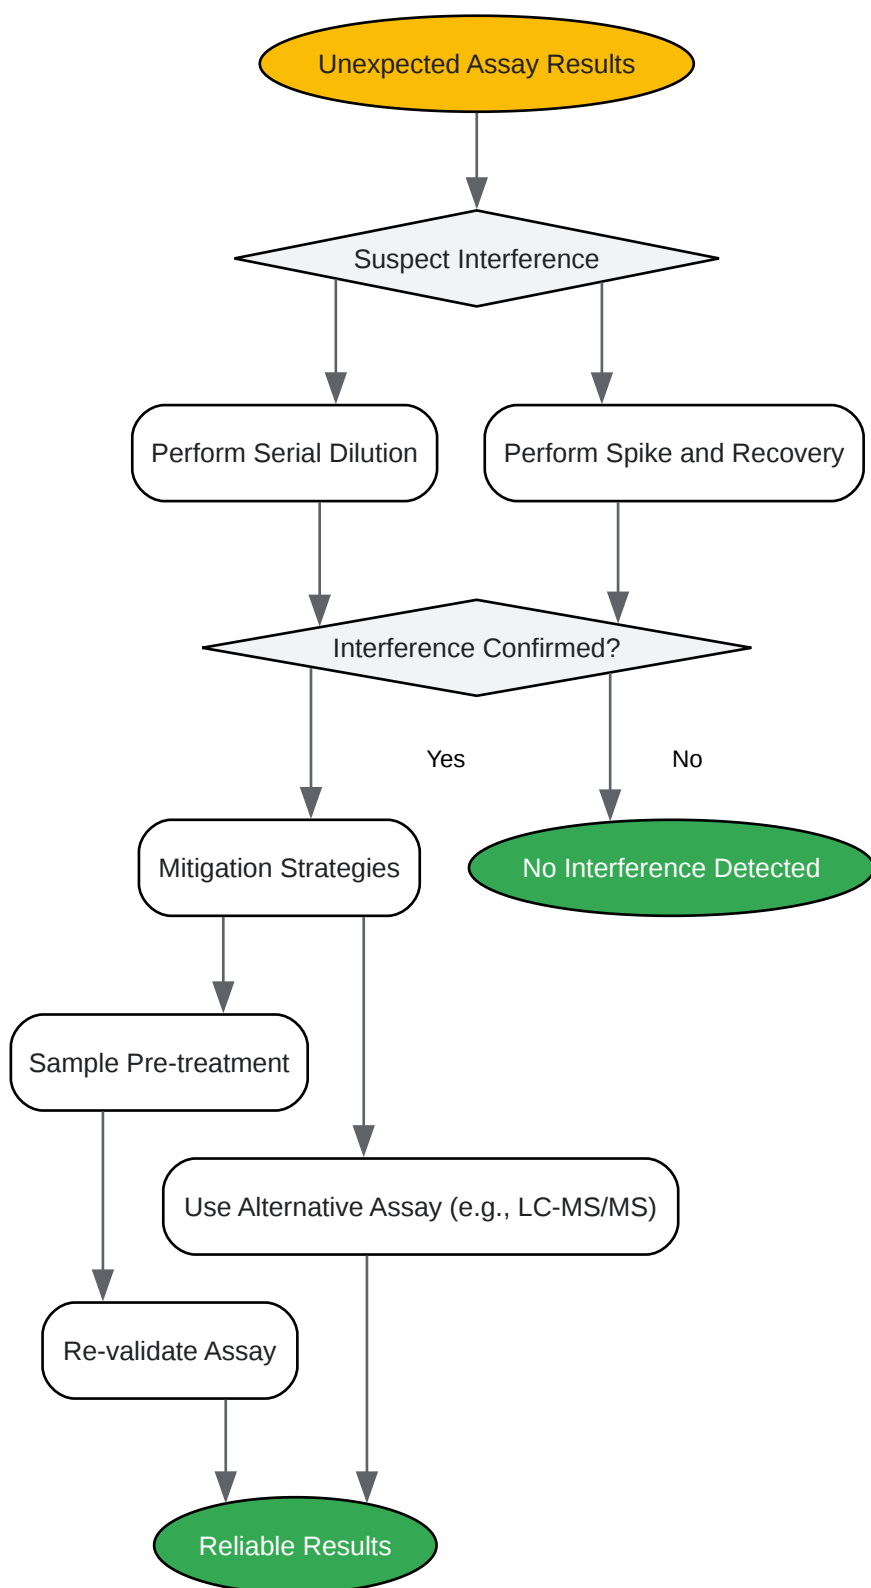 Unexpected Assay Results
Suspect Interference
Perform Serial Dilution
Perform Spike and Recovery
Interference Confirmed?
Yes
No
Mitigation Strategies
No Interference Detected
Sample Pre-treatment
Use Alternative Assay (e.g., LC-MS/MS)
Re-validate Assay
Reliable Results